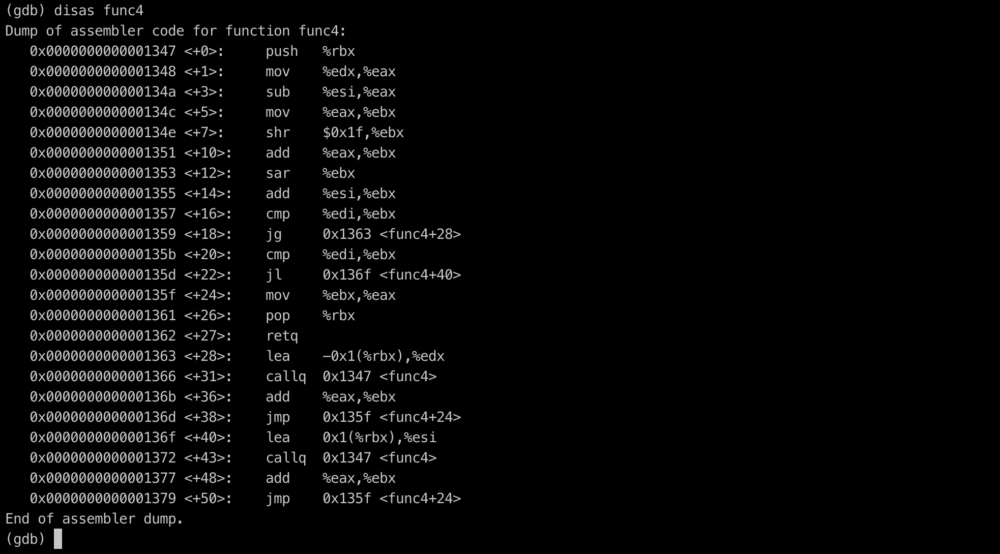 (gdb) disas func4
Dump of assembler code for function func4:
   0x0000000000001347 <+0>:     push   %rbx
   0x0000000000001348 <+1>:     mov    %edx,%eax
   0x000000000000134a <+3>:     sub    %esi,%eax
   0x000000000000134c <+5>:     mov    %eax,%ebx
   0x000000000000134e <+7>:     shr    $0x1f,%ebx
   0x0000000000001351 <+10>:    add    %eax,%ebx
   0x0000000000001353 <+12>:    sar    %ebx
   0x0000000000001355 <+14>:    add    %esi,%ebx
   0x0000000000001357 <+16>:    cmp    %edi,%ebx
   0x0000000000001359 <+18>:    jg     0x1363 <func4+28>
   0x000000000000135b <+20>:    cmp    %edi,%ebx
   0x000000000000135d <+22>:    jl     0x136f <func4+40>
   0x000000000000135f <+24>:    mov    %ebx,%eax
   0x0000000000001361 <+26>:    pop    %rbx
   0x0000000000001362 <+27>:    retq
   0x0000000000001363 <+28>:    lea    -0x1(%rbx),%edx
   0x0000000000001366 <+31>:    callq  0x1347 <func4>
   0x000000000000136b <+36>:    add    %eax,%ebx
   0x000000000000136d <+38>:    jmp    0x135f <func4+24>
   0x000000000000136f <+40>:    lea    0x1(%rbx),%esi
   0x0000000000001372 <+43>:    callq  0x1347 <func4>
   0x0000000000001377 <+48>:    add    %eax,%ebx
   0x0000000000001379 <+50>:    jmp    0x135f <func4+24>
End of assembler dump.
(gdb)